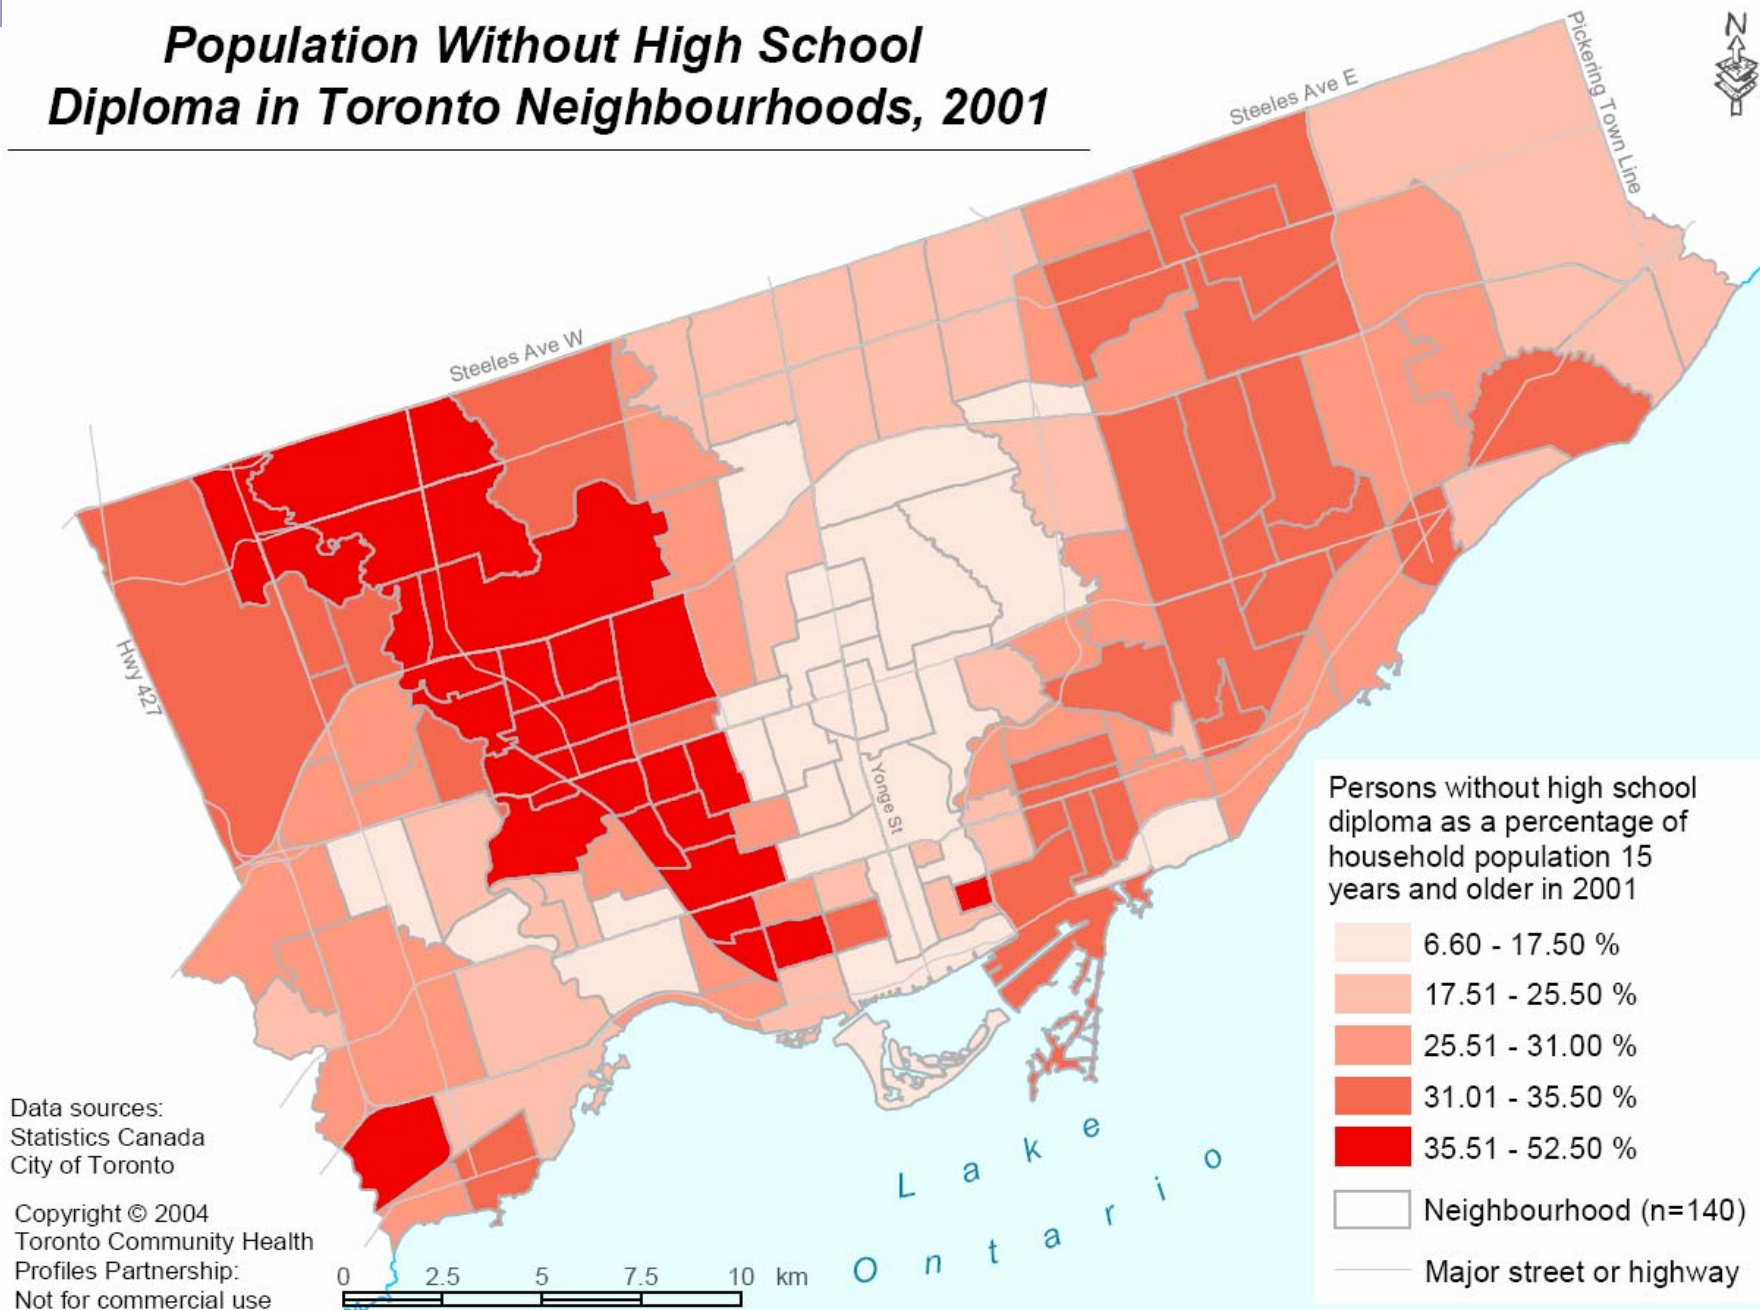 Population Without High School
Diploma in Toronto Neighbourhoods, 2001
N
Pickering Town Line
Steeles Ave E
Steeles Ave W
Hwy 427
Yonge St
Persons without high school
diploma as a percentage of
household population 15
years and older in 2001
6.60 - 17.50 %
17.51 - 25.50 %
25.51 - 31.00 %
31.01 - 35.50 %
35.51 - 52.50 %
Neighbourhood (n=140)
Major street or highway
Lake
Ontario
Data sources:
Statistics Canada
City of Toronto
Copyright © 2004
Toronto Community Health
Profiles Partnership:
Not for commercial use
0 2.5 5 7.5 10 km